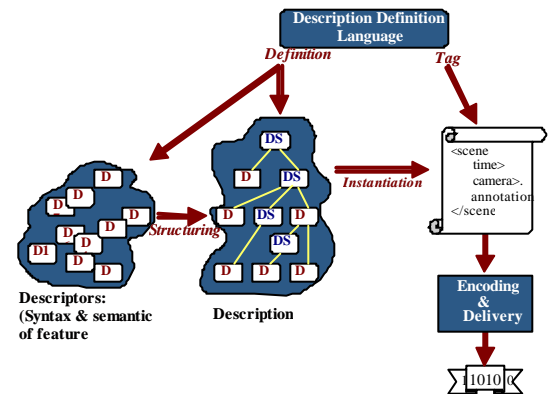 Description Definition
Language
Definition
Tag
DS
D
DS
D
DS
D
DS
D
D
D
D
D
D
D
D
D
D
D
D1
D
D
Structuring
Instantiation
<scene
time>
camera>.
annotation
</scene
Descriptors:
(Syntax & semantic
of feature
Description
Encoding
&
Delivery
11010 0